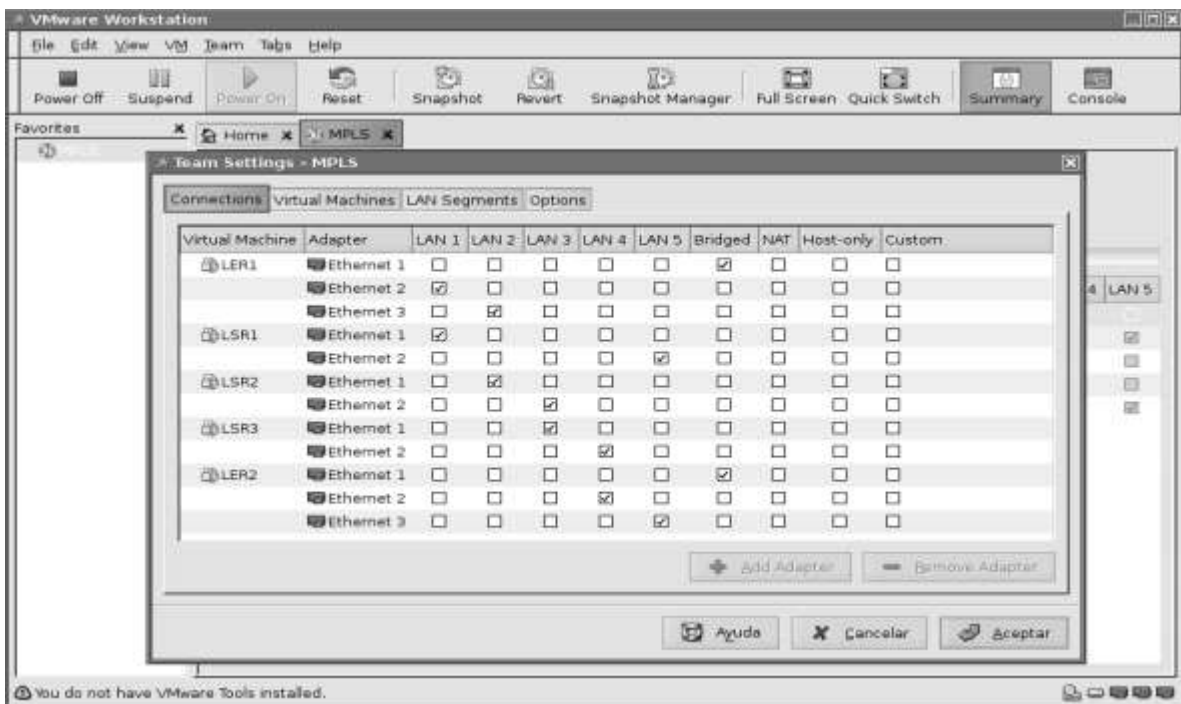 VMware Workstation
File Edit View VM Team Tabs Help
Power Off Suspend Power On Reset Snapshot Revert Snapshot Manager Full Screen Quick Switch Summary Console
Favorites
Home MPLS
Team Settings - MPLS
Connections Virtual Machines LAN Segments Options
Virtual Machine Adapter LAN 1 LAN 2 LAN 3 LAN 4 LAN 5 Bridged NAT Host-only Custom
LER1 Ethernet 1
Ethernet 2
4 LAN 5
Ethernet 3
LSR1 Ethernet 1
Ethernet 2
LSR2 Ethernet 1
Ethernet 2
LSR3 Ethernet 1
Ethernet 2
LER2 Ethernet 1
Ethernet 2
Ethernet 3
Add Adapter Remove Adapter
Ayuda Cancelar Aceptar
You do not have VMware Tools installed.